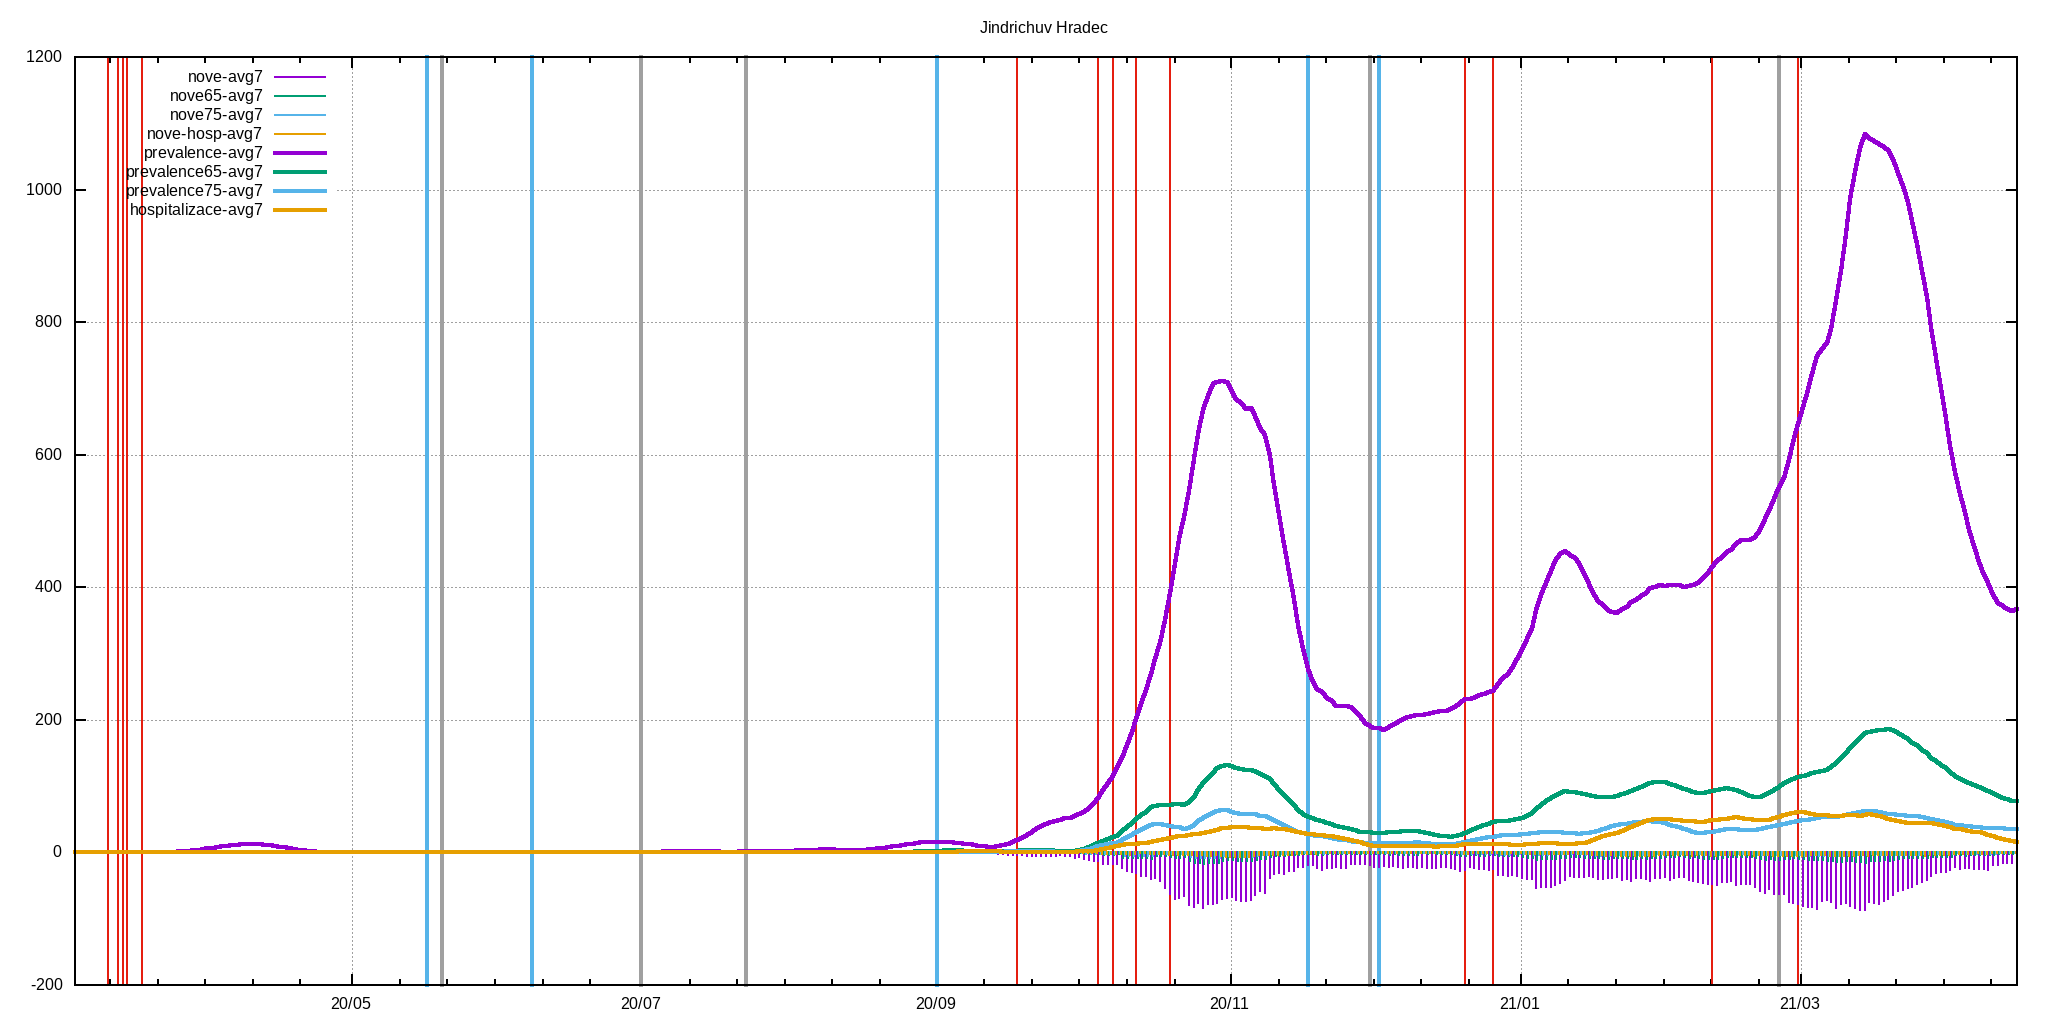 Jindrichuv Hradec
1200
1000
800
600
400
200
0
-200
nove-avg7
nove65-avg7
nove75-avg7
nove-hosp-avg7
prevalence-avg7
prevalence65-avg7
prevalence75-avg7
hospitalizace-avg7
20/05 20/07 20/09 20/11 21/01 21/03